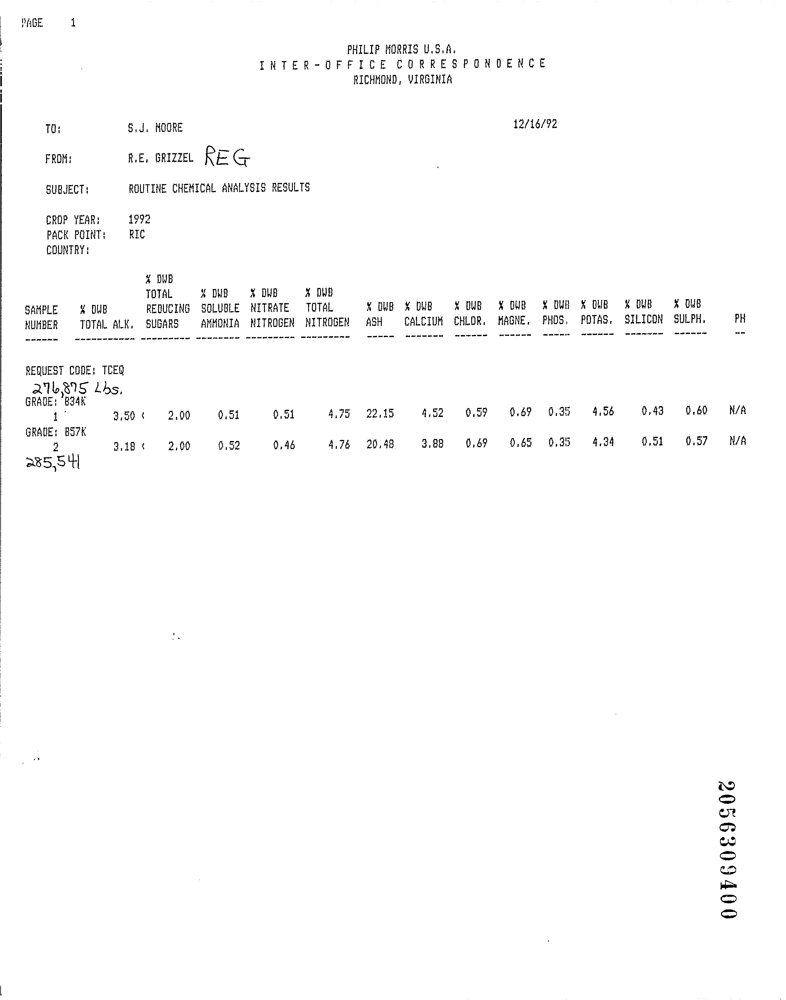 PAGE 1
PHILIP MORRIS U.S.A.
INTER-OFFICE CORRESPONDENCE
RICHMOND, VIRGINIA
TO: S.J. MOORE 12/16/92
FROM: R.E. GRIZZEL REG
SUBJECT: ROUTINE CHEMICAL ANALYSIS RESULTS
CROP YEAR: 1992
PACK POINT: RIC
COUNTRY:
% DWB
TOTAL % DWB % DWB % DWB
SAMPLE % DWB REDUCING SOLUBLE NITRATE TOTAL % DWB % DWB % DWB % DWB % DWB % DWB % DWB % DWB
NUMBER TOTAL ALK. SUGARS AMMONIA NITROGEN NITROGEN ASH CALCIUM CHLOR. MAGNE. PHOS. POTAS. SILICON SULPH. PH
------ ----------- --------- -------- --------- --------- ----- ------- ------ ------ ----- ------ ------- ------ --
REQUEST CODE: TCEQ
276,875 Lbs.
GRADE: B34K
1 3.50 < 2.00 0.51 0.51 4.75 22.15 4.52 0.59 0.69 0.35 4.56 0.43 0.60 N/A
GRADE: B57K
2 3.18 < 2.00 0.52 0.46 4.76 20.48 3.88 0.69 0.65 0.35 4.34 0.51 0.57 N/A
285,541
2056309400